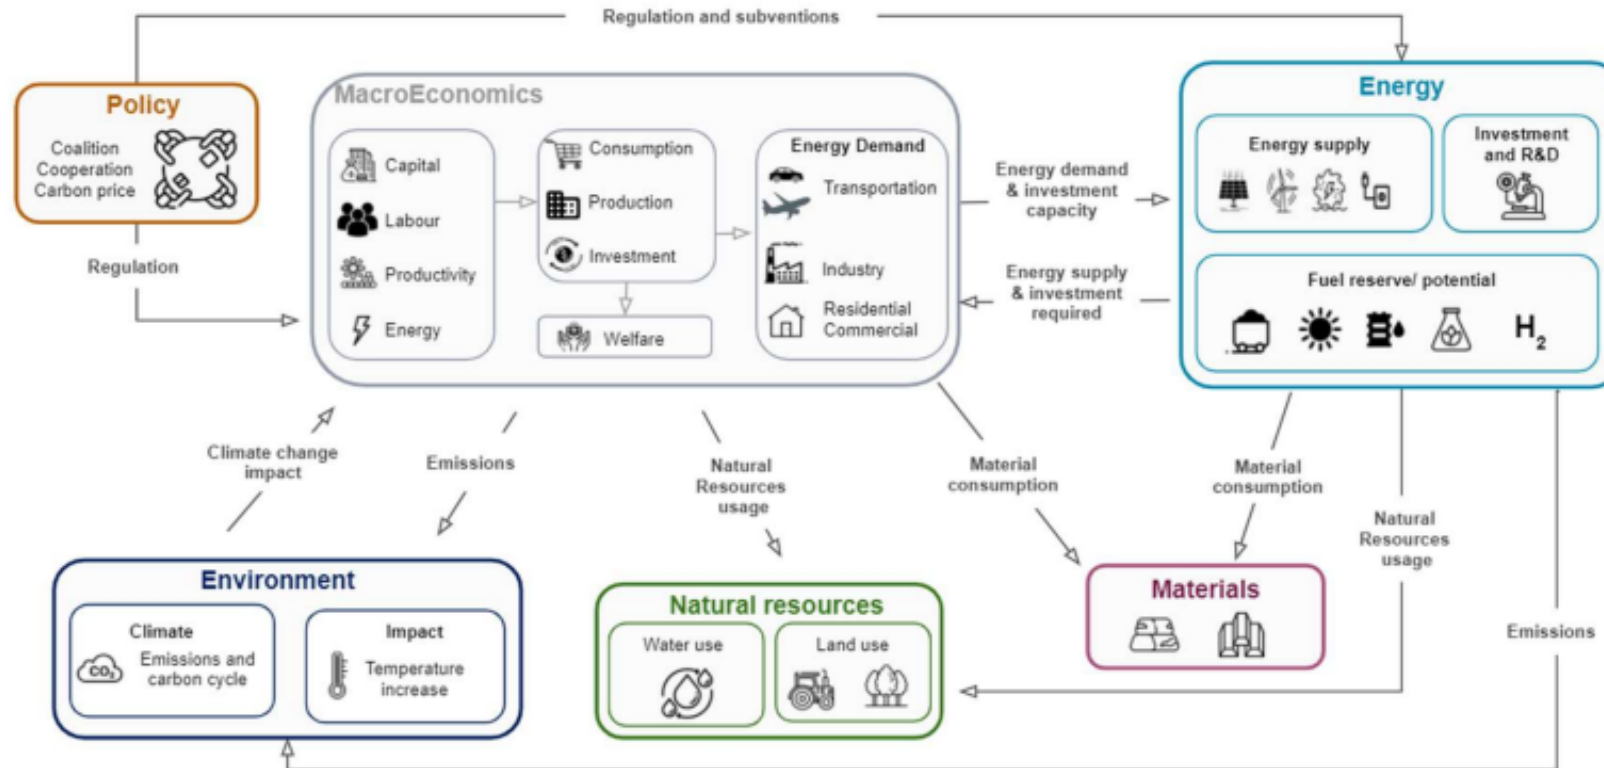 Regulation and subventions
Policy
Coalition
Cooperation
Carbon price
Regulation
MacroEconomics
Capital
Labour
Productivity
Energy
Consumption
Production
Investment
Welfare
Energy Demand
Transportation
Industry
Residential
Commercial
Energy demand
& investment
capacity
Energy supply
& investment
required
Energy
Energy supply
Investment
and R&D
Fuel reserve/ potential
H₂
Climate change
impact
Emissions
Natural
Resources
usage
Material
consumption
Material
consumption
Natural
Resources
usage
Emissions
Environment
Climate
CO₂
Emissions and
carbon cycle
Impact
Temperature
increase
Natural resources
Water use
Land use
Materials